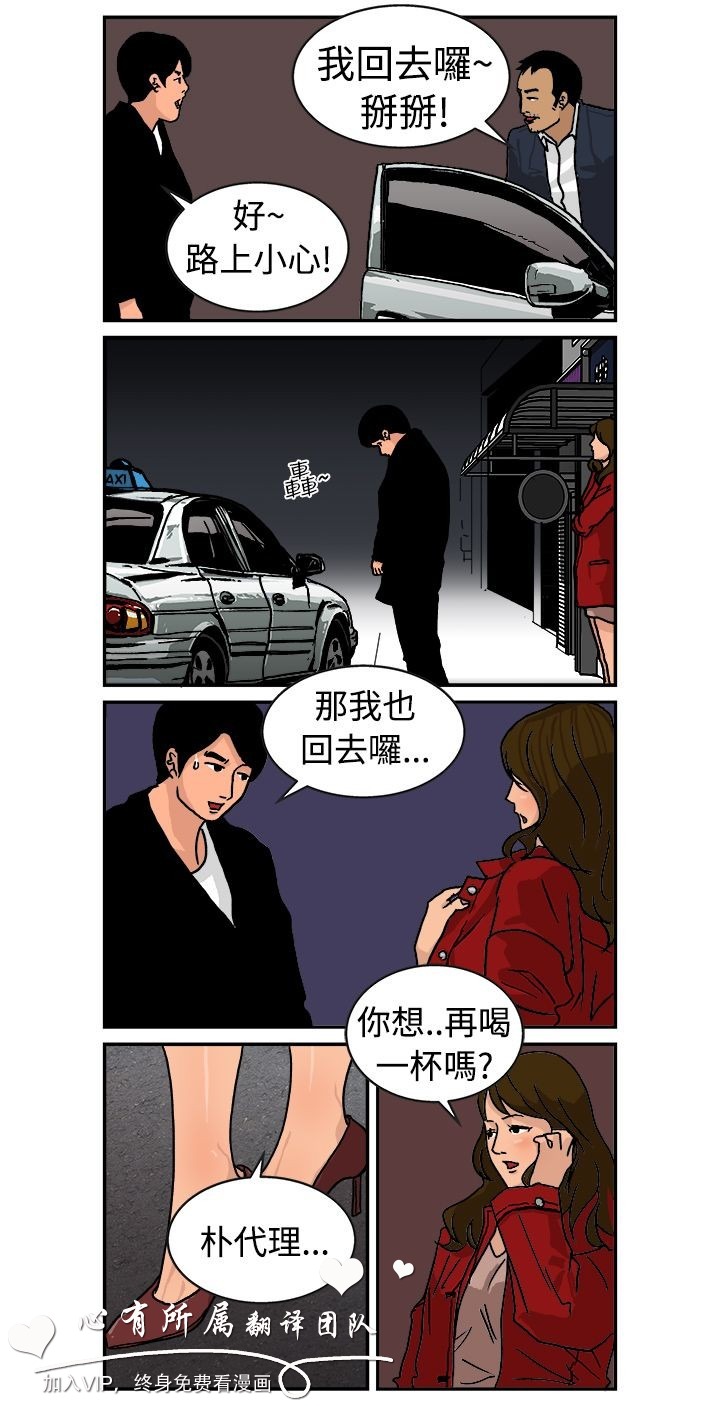 我回去囉~
掰掰!
好~
路上小心!
AXI
轟~
那我也
回去囉...
你想..再喝
一杯嗎?
朴代理...
心有所属翻译团队
加入VIP，终身免费看漫画